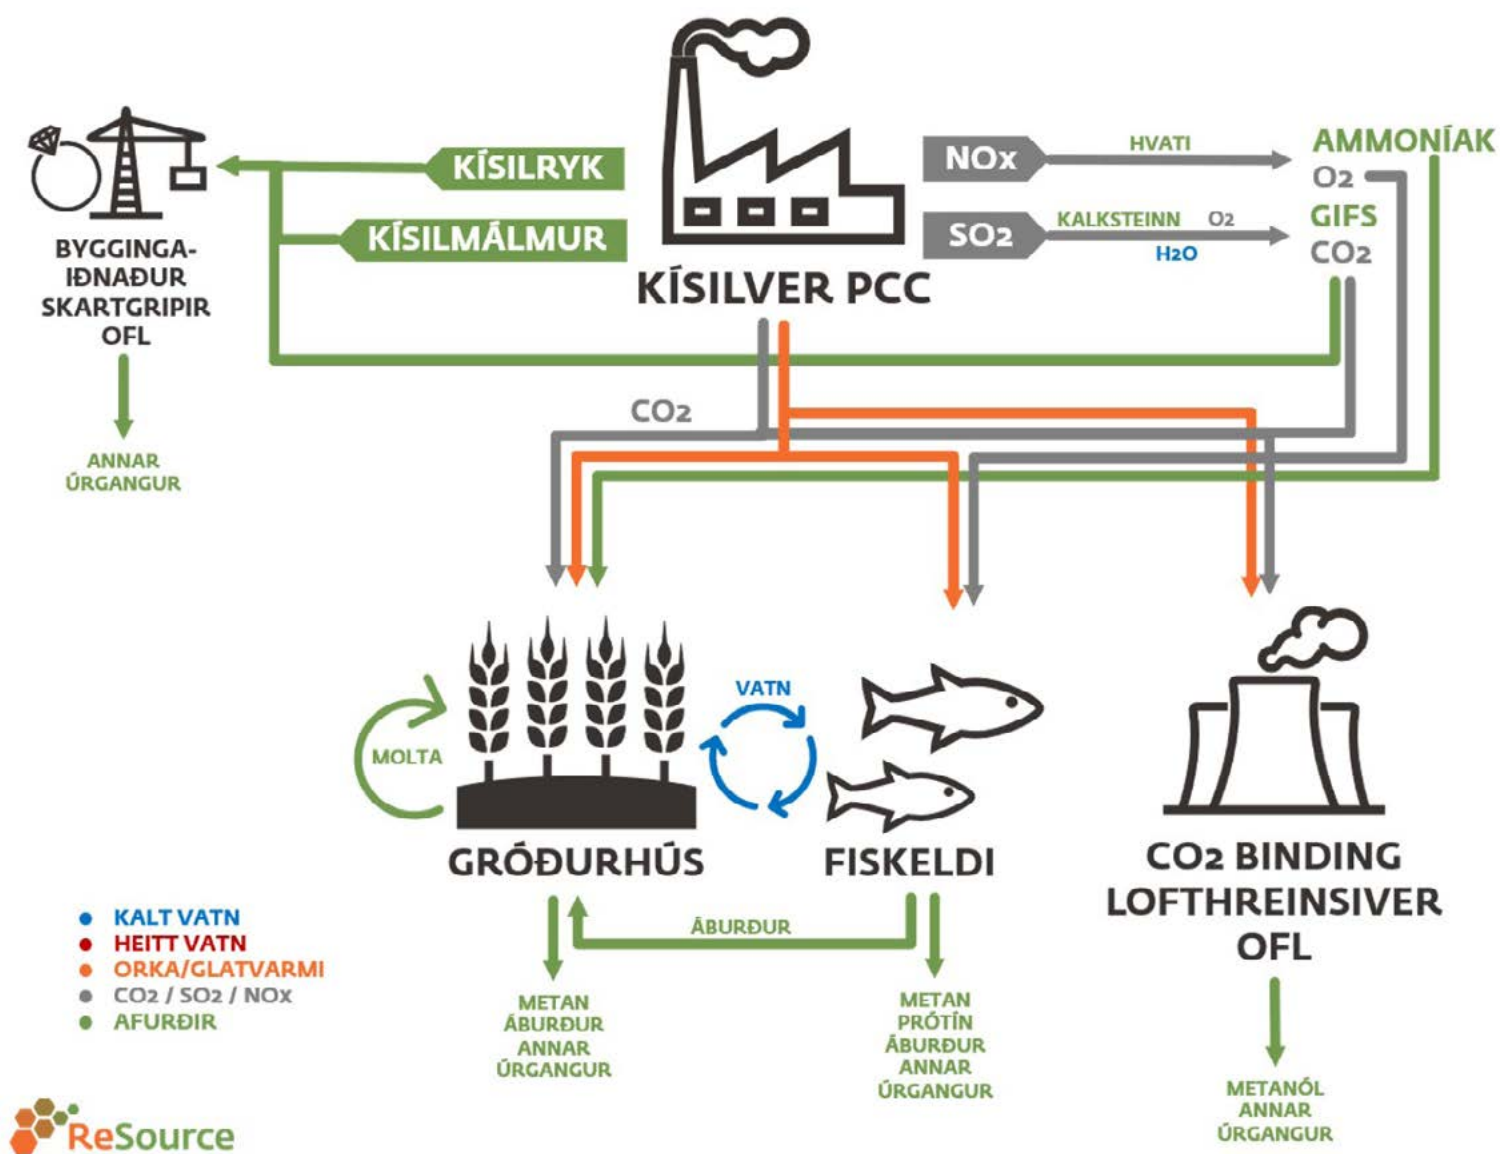 KÍSILRYK
KÍSILMÁLMUR
BYGGINGA-
IÐNAÐUR
SKARTGRIPIR
OFL
ANNAR
ÚRGANGUR
KÍSILVER PCC
NOx
HVATI
AMMONÍAK
O2
SO2
KALKSTEINN O2
H2O
GIFS
CO2
CO2
MOLTA
VATN
GRÓÐURHÚS
FISKELDI
CO2 BINDING
LOFTHREINSIVER
OFL
ÁBURÐUR
METAN
ÁBURÐUR
ANNAR
ÚRGANGUR
METAN
PRÓTÍN
ÁBURÐUR
ANNAR
ÚRGANGUR
METANÓL
ANNAR
ÚRGANGUR
KALT VATN
HEITT VATN
ORKA/GLATVARMI
CO2 / SO2 / NOx
AFURÐIR
ReSource